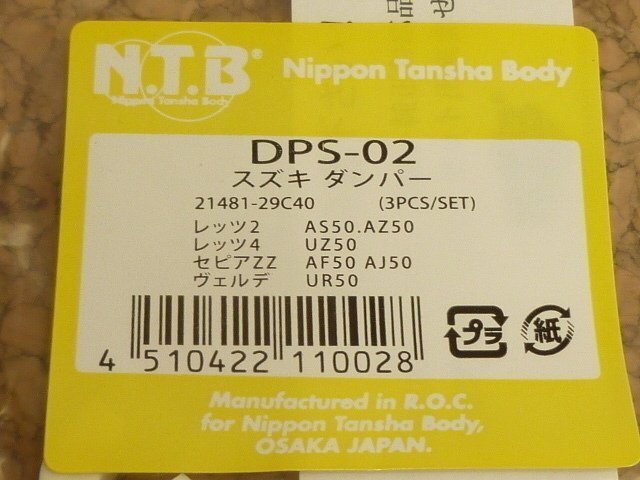 N.T.B®
Nippon Tansha Body
Nippon Tansha Body
DPS-02
スズキ ダンパー
21481-29C40 (3PCS/SET)
レッツ2 AS50.AZ50
レッツ4 UZ50
セピアZZ AF50 AJ50
ヴェルデ UR50
4 510422 110028
プラ
紙
Manufactured in R.O.C.
for Nippon Tansha Body,
OSAKA JAPAN.